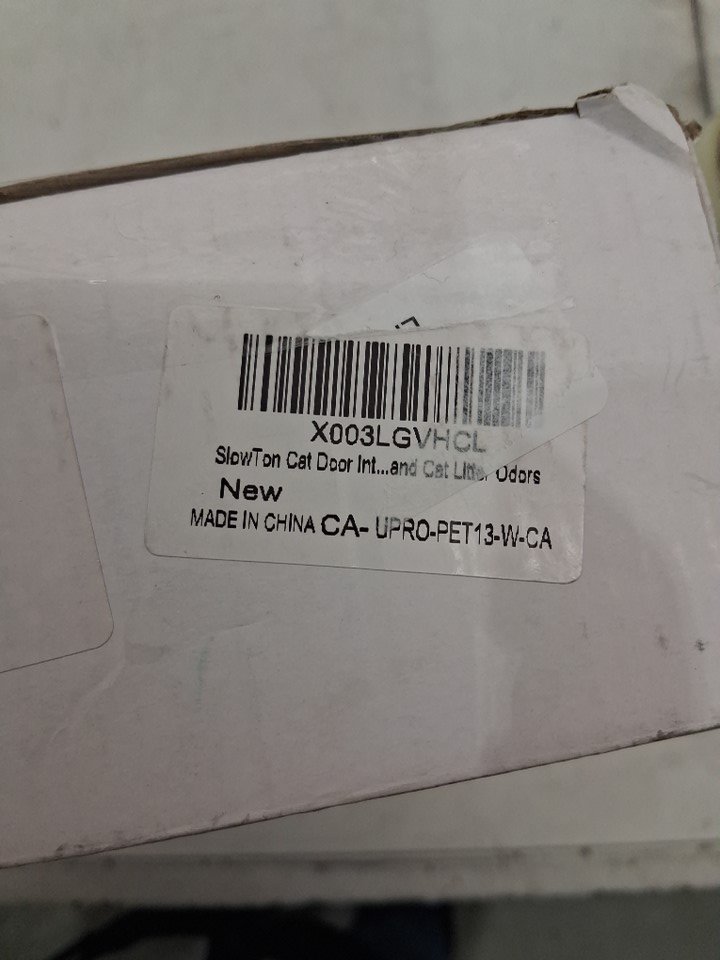 X003LGVHCL
SlowTon Cat Door Int...and Cat Litter Odors
New
MADE IN CHINA CA- UPRO-PET13-W-CA